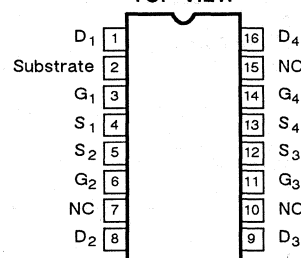 TOP VIEW
D1 1 16 D4
Substrate 2 15 NC
G1 3 14 G4
S1 4 13 S4
S2 5 12 S3
G2 6 11 G3
NC 7 10 NC
D2 8 9 D3